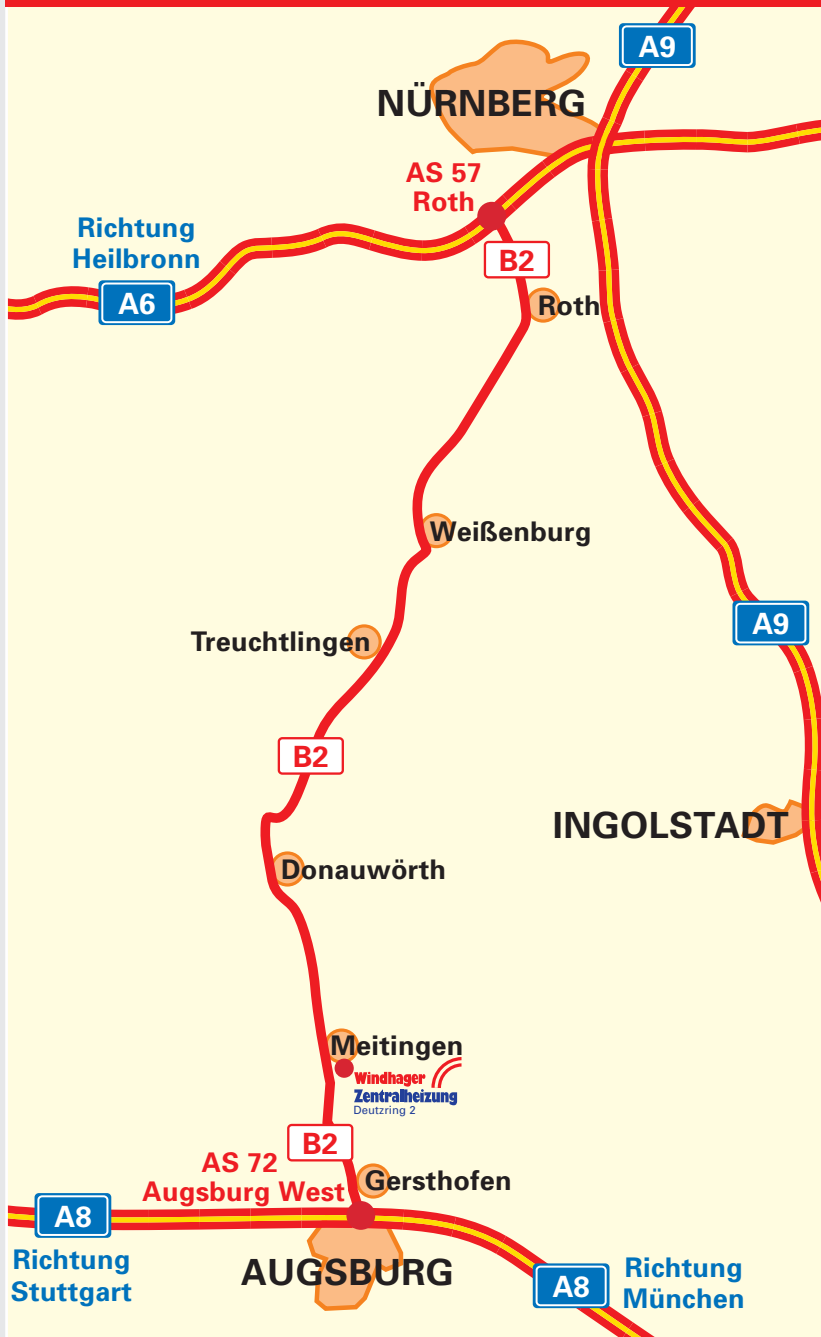 A9
NÜRNBERG
AS 57
Roth
Richtung
Heilbronn
B2
A6
Roth
Weißenburg
A9
Treuchtlingen
B2
INGOLSTADT
Donauwörth
Meitingen
Windhager
Zentralheizung
Deutzring 2
B2
AS 72
Augsburg West
Gersthofen
A8
Richtung
Stuttgart
AUGSBURG
A8
Richtung
München